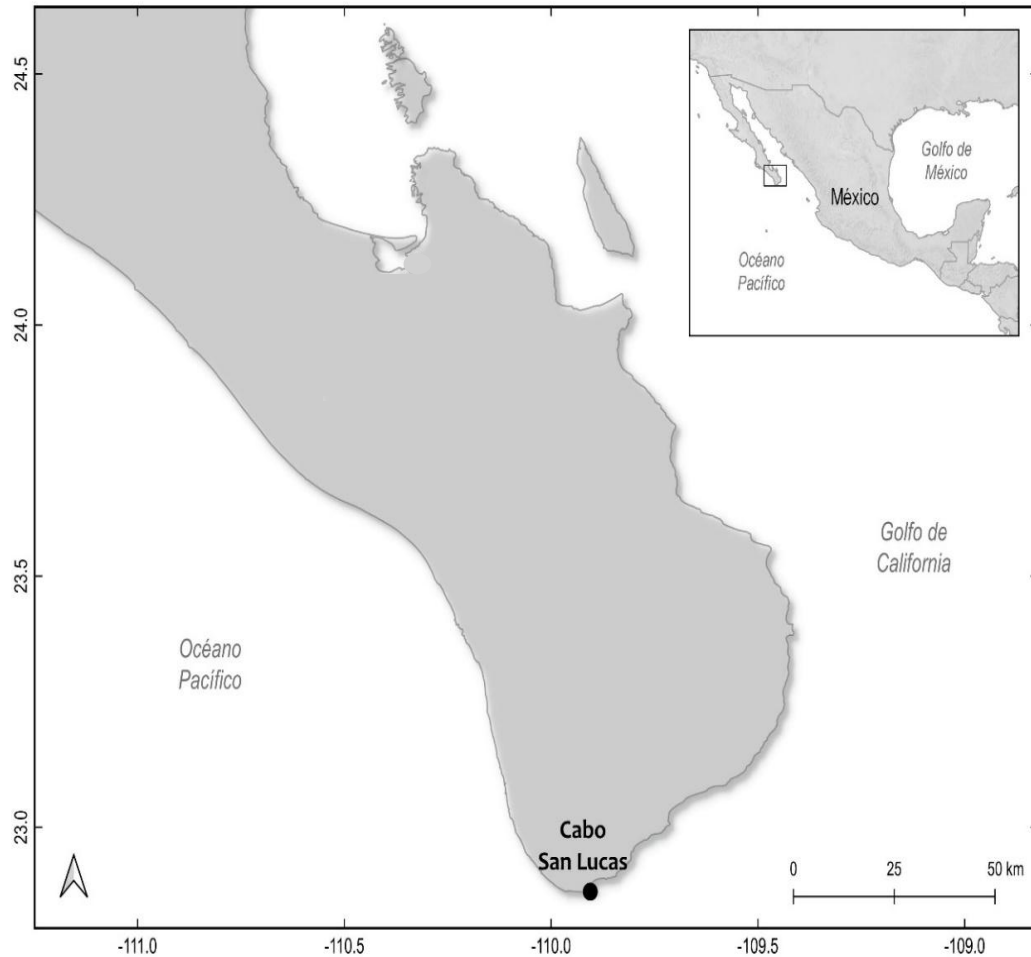 24.5
24.0
23.5
23.0
-111.0
-110.5
-110.0
-109.5
-109.0
Golfo de
México
México
Océano
Pacífico
Golfo de
California
Océano
Pacífico
Cabo
San Lucas
0
25
50 km